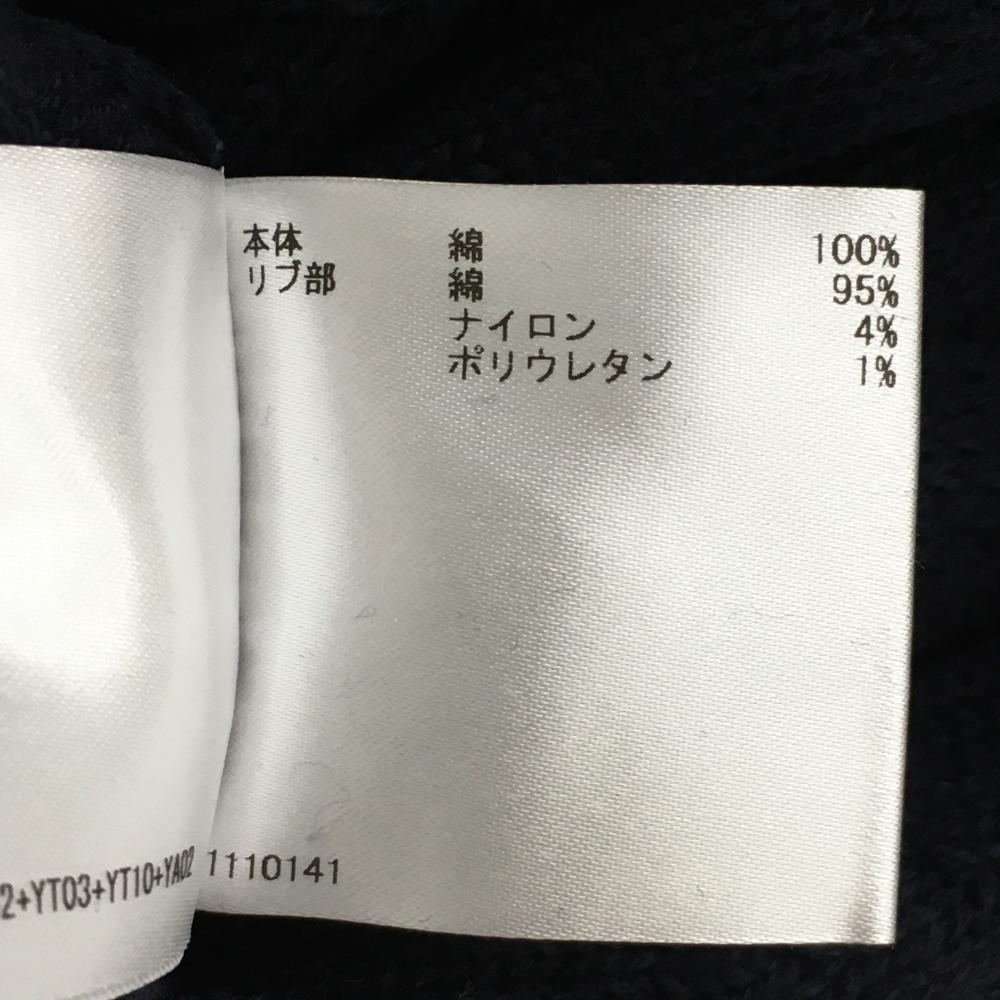 本体 綿 100%
リブ部 綿 95%
ナイロン 4%
ポリウレタン 1%
2+YT03+YT10+YA02 1110141